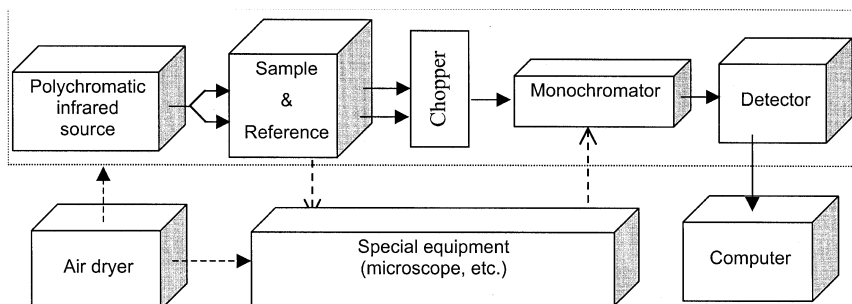 Polychromatic
infrared
source
Sample
&
Reference
Chopper
Monochromator
Detector
Air dryer
Special equipment
(microscope, etc.)
Computer